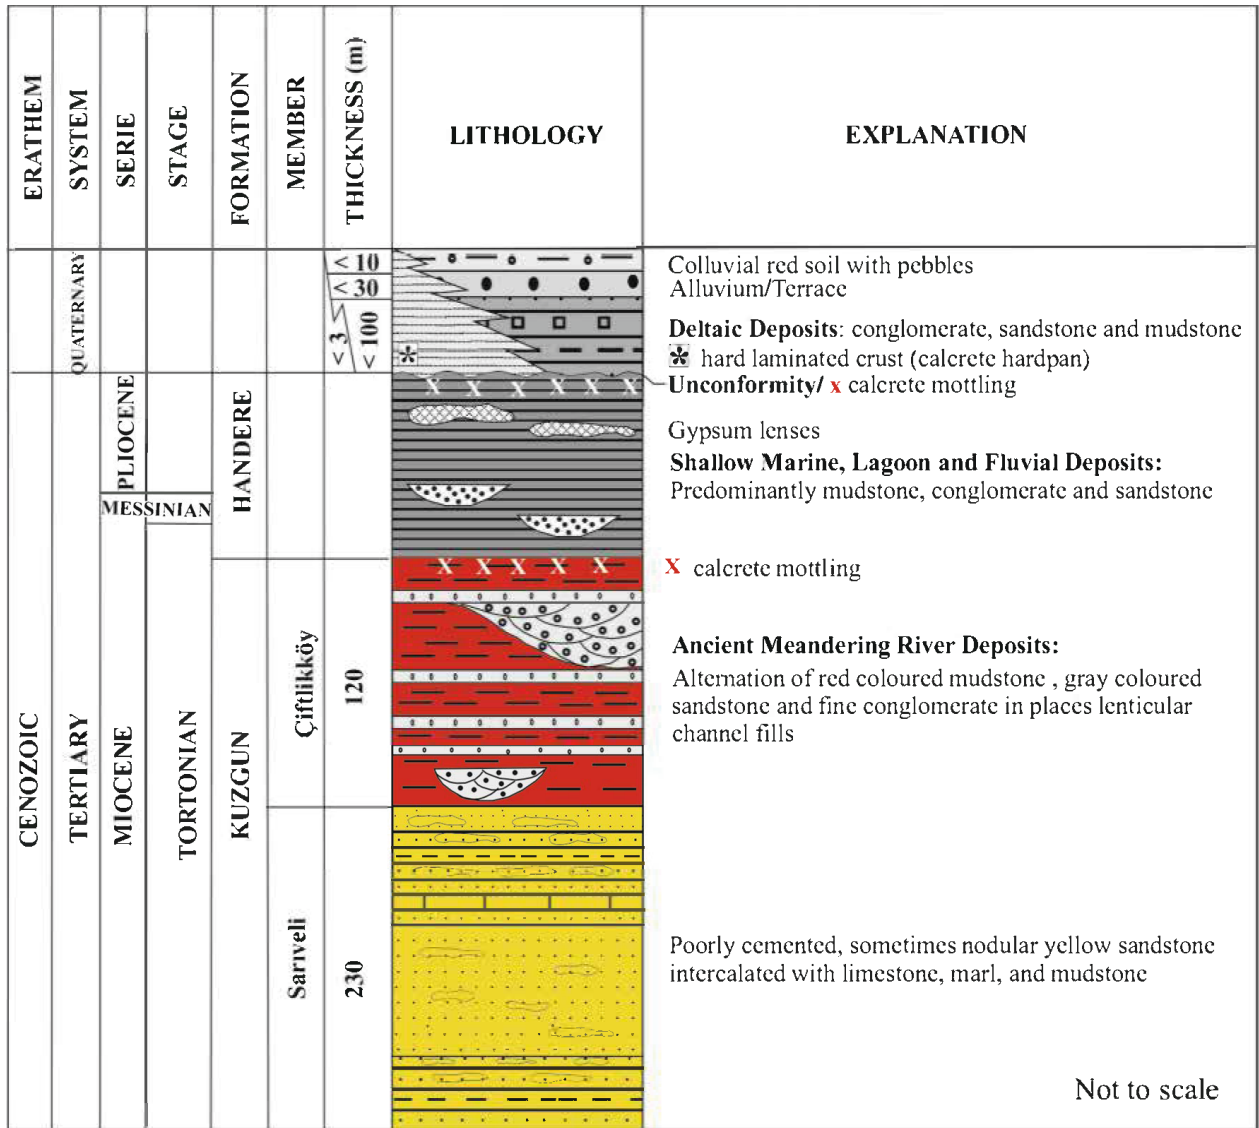 ERATHEM
SYSTEM
SERIE
STAGE
FORMATION
MEMBER
THICKNESS (m)
LITHOLOGY
EXPLANATION
CENOZOIC
QUATERNARY
TERTIARY
PLIOCENE
MESSINIAN
MIOCENE
TORTONIAN
HANDERE
KUZGUN
Çiftlikköy
Sarıveli
< 10
< 30
< 3
< 100
120
230
X X X X X X
X X X X X
Colluvial red soil with pebbles
Alluvium/Terrace
Deltaic Deposits: conglomerate, sandstone and mudstone
* hard laminated crust (calcrete hardpan)
Unconformity/ x calcrete mottling
Gypsum lenses
Shallow Marine, Lagoon and Fluvial Deposits:
Predominantly mudstone, conglomerate and sandstone
X calcrete mottling
Ancient Meandering River Deposits:
Alternation of red coloured mudstone , gray coloured
sandstone and fine conglomerate in places lenticular
channel fills
Poorly cemented, sometimes nodular yellow sandstone
intercalated with limestone, marl, and mudstone
Not to scale